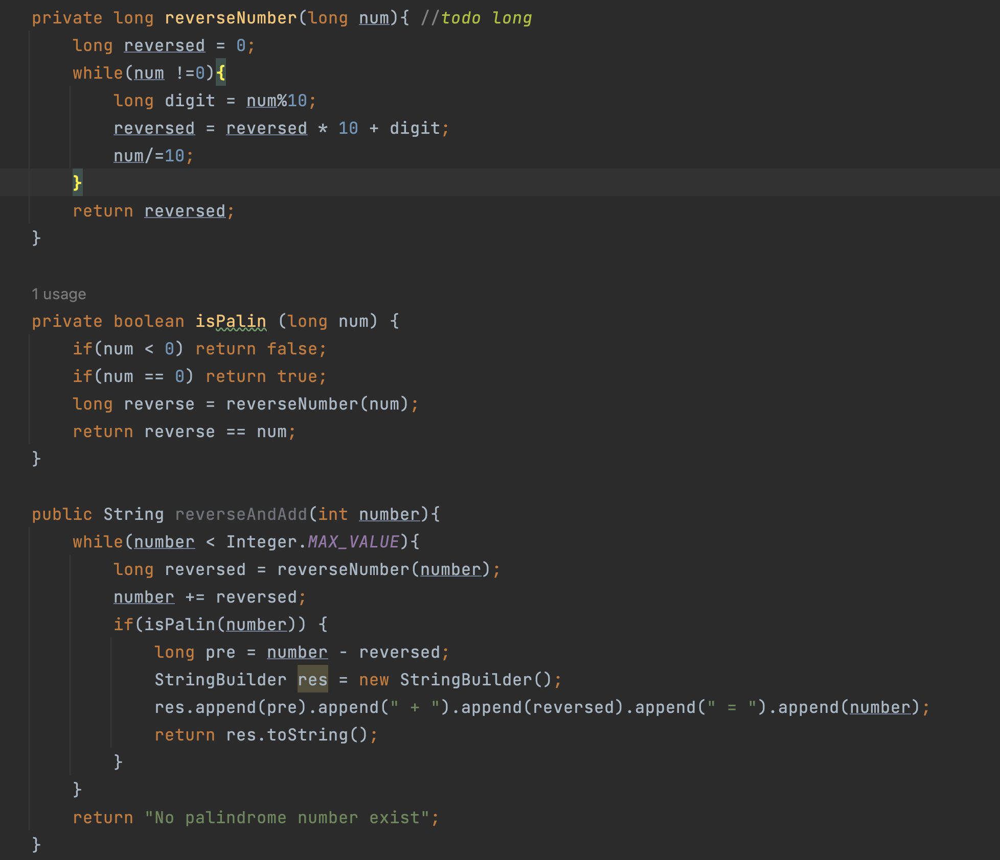 private long reverseNumber(long num){ //todo long
    long reversed = 0;
    while(num !=0){
        long digit = num%10;
        reversed = reversed * 10 + digit;
        num/=10;
    }
    return reversed;
}
1 usage
private boolean isPalin (long num) {
    if(num < 0) return false;
    if(num == 0) return true;
    long reverse = reverseNumber(num);
    return reverse == num;
}
public String reverseAndAdd(int number){
    while(number < Integer.MAX_VALUE){
        long reversed = reverseNumber(number);
        number += reversed;
        if(isPalin(number)) {
            long pre = number - reversed;
            StringBuilder res = new StringBuilder();
            res.append(pre).append(" + ").append(reversed).append(" = ").append(number);
            return res.toString();
        }
    }
    return "No palindrome number exist";
}